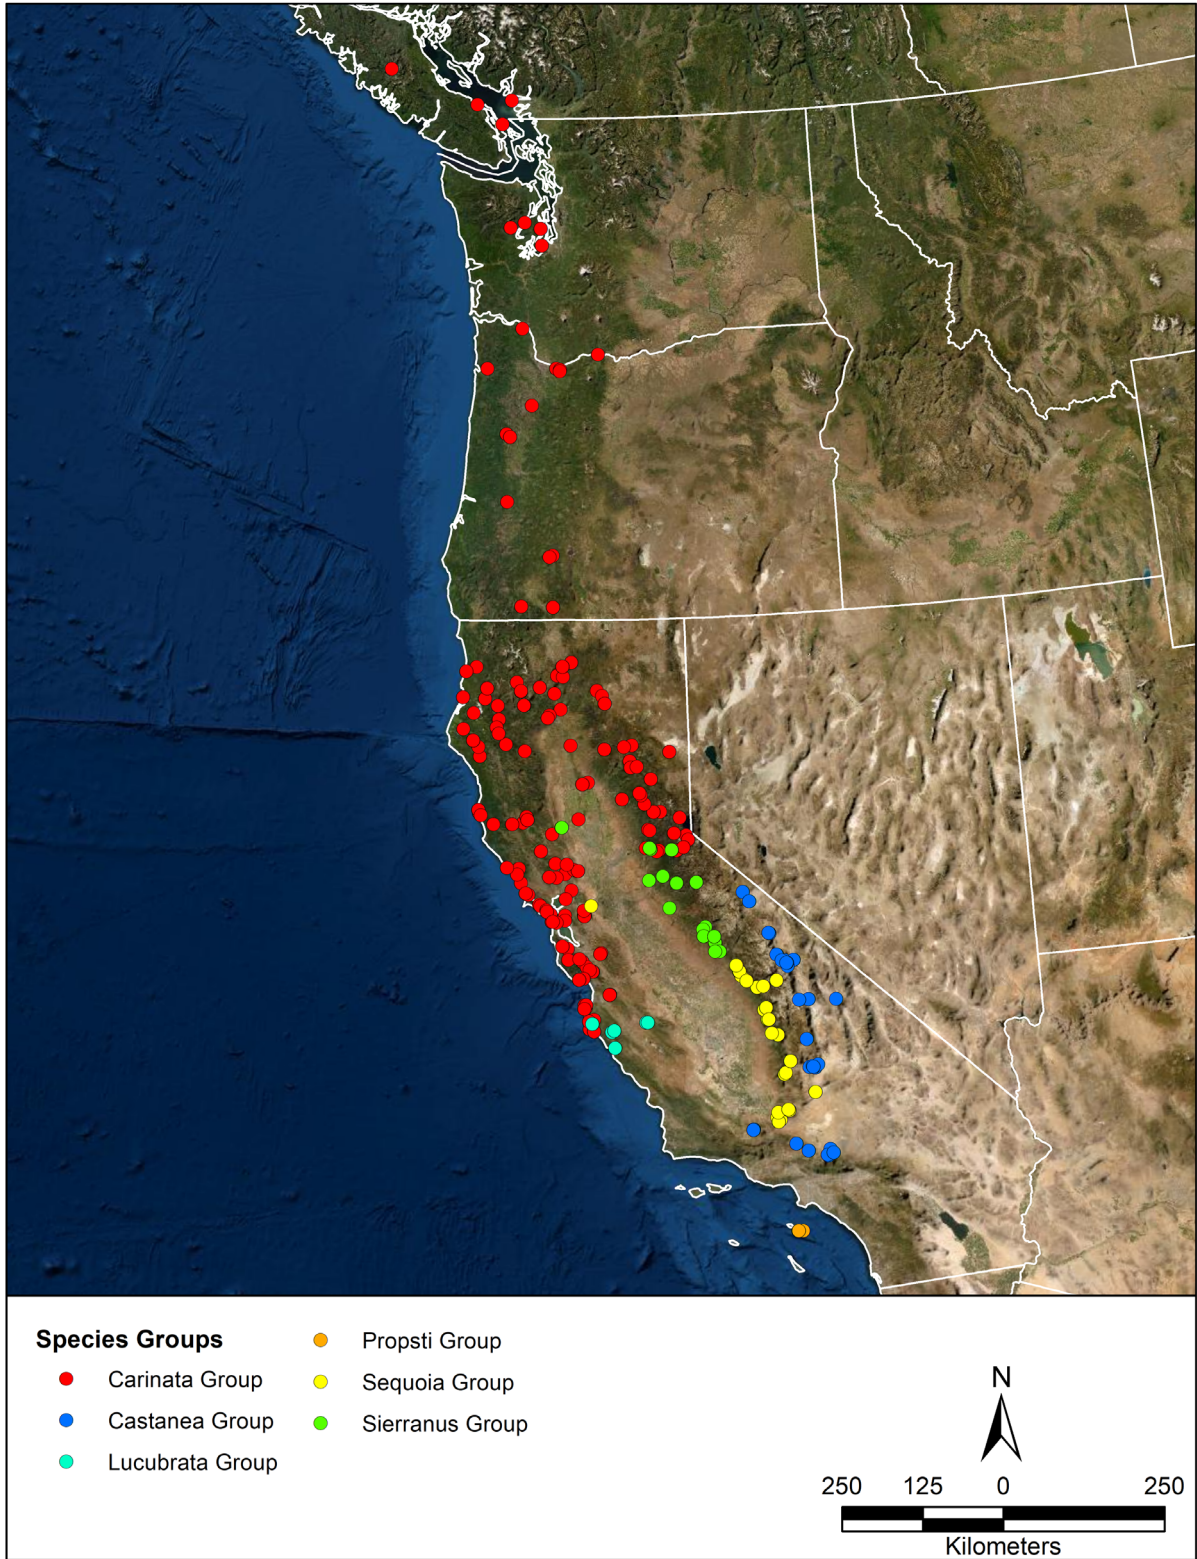 Species Groups
Carinata Group
Castanea Group
Lucubrata Group
Propsti Group
Sequoia Group
Sierranus Group
N
250 125 0 250
Kilometers